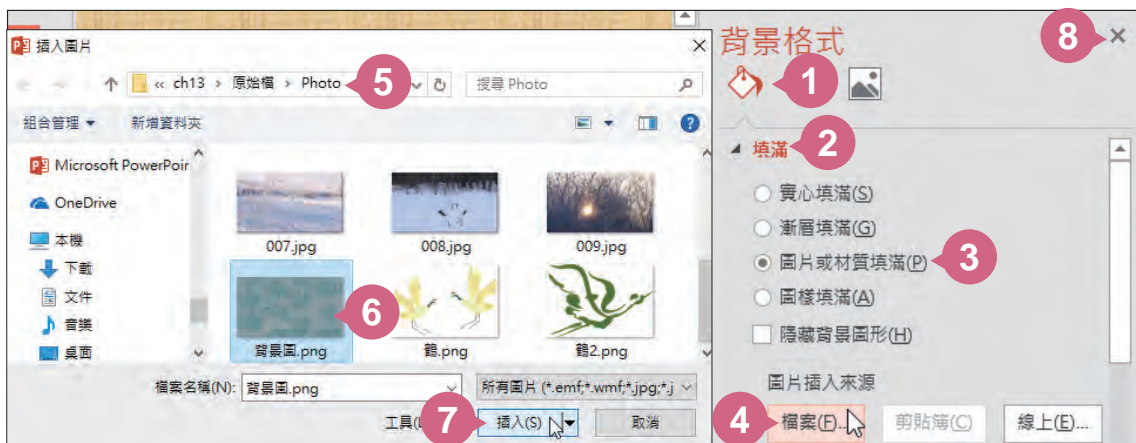 插入圖片
« ch13 › 原始檔 › Photo
5
搜尋 Photo
組合管理
新增資料夾
Microsoft PowerPoir
OneDrive
本機
下載
文件
音樂
桌面
007.jpg
008.jpg
009.jpg
背景圖.png
6
鶴.png
鶴2.png
檔案名稱(N):
背景圖.png
所有圖片 (*.emf;*.wmf;*.jpg;*.j
工具(
7
插入(S)
取消
背景格式
8
1
填滿
2
實心填滿(S)
漸層填滿(G)
圖片或材質填滿(P)
3
圖樣填滿(A)
隱藏背景圖形(H)
圖片插入來源
4
檔案(F)...
剪貼簿(C)
線上(E)...